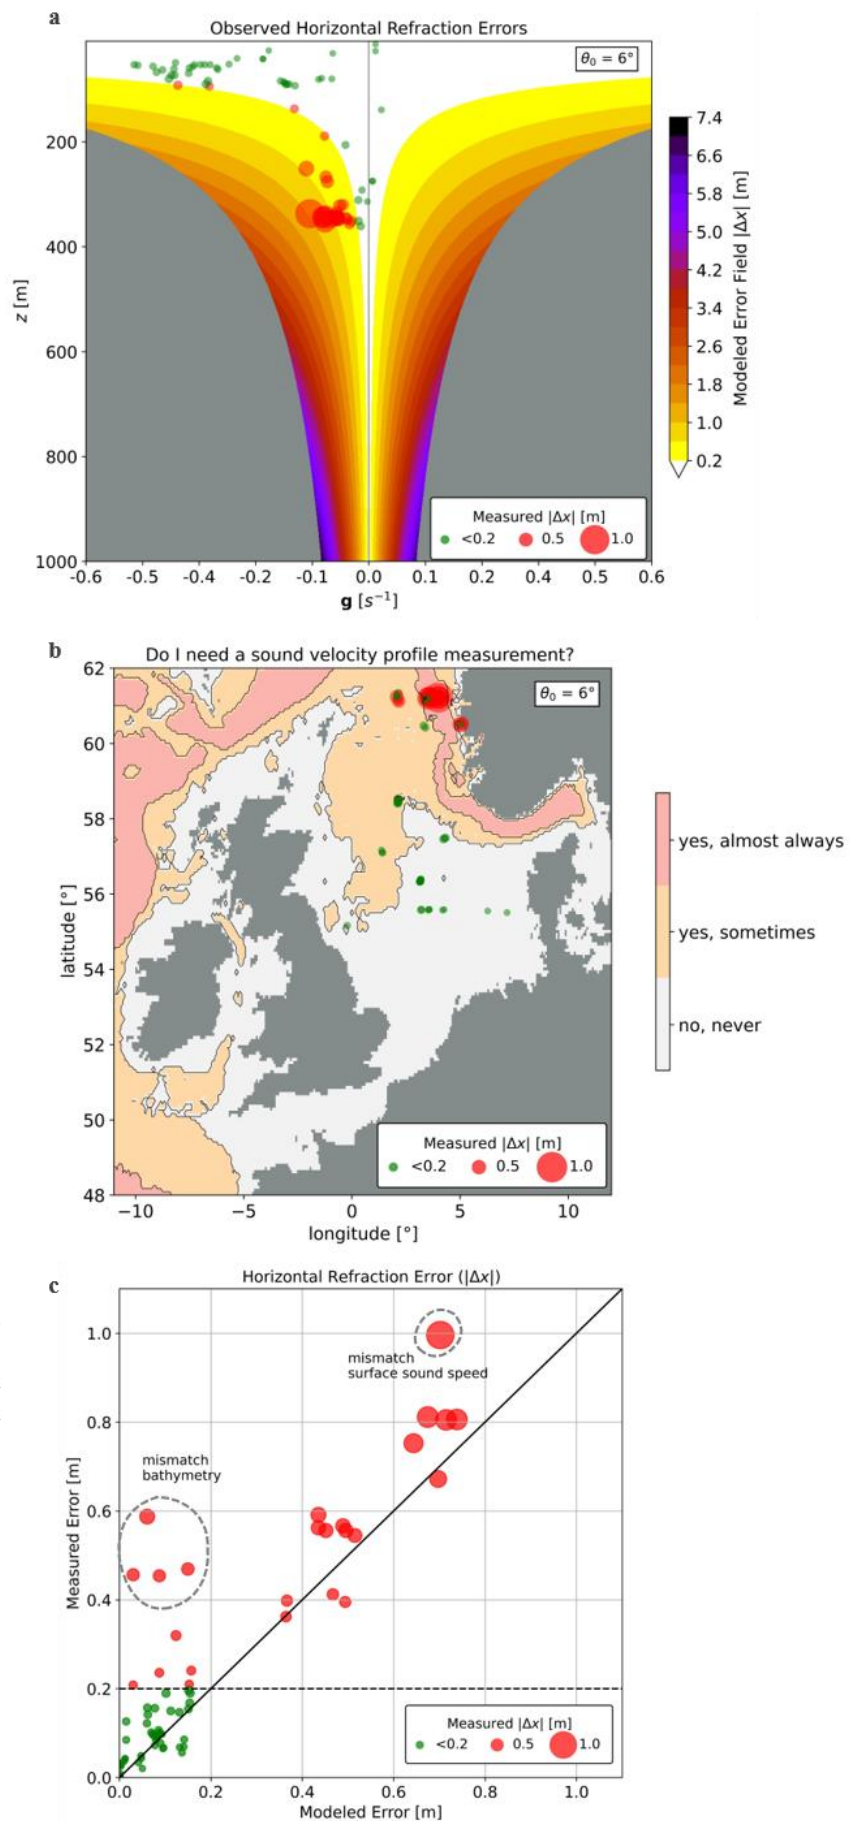 a
Observed Horizontal Refraction Errors
θ₀ = 6°
200
400
600
800
1000
z [m]
-0.6 -0.5 -0.4 -0.2 -0.1 0.0 0.1 0.2 0.4 0.5 0.6
g [s⁻¹]
Measured |Δx| [m]
<0.2 0.5 1.0
7.4
6.6
5.8
5.0
4.2
3.4
2.6
1.8
1.0
0.2
Modeled Error Field |Δx| [m]
b
Do I need a sound velocity profile measurement?
θ₀ = 6°
62
60
58
56
54
52
50
48
latitude [°]
−10 −5 0 5 10
longitude [°]
Measured |Δx| [m]
<0.2 0.5 1.0
yes, almost always
yes, sometimes
no, never
c
Horizontal Refraction Error (|Δx|)
1.0
0.8
0.6
0.4
0.2
0.0
Measured Error [m]
mismatch
surface sound speed
mismatch
bathymetry
Measured |Δx| [m]
<0.2 0.5 1.0
0.0 0.2 0.4 0.6 0.8 1.0
Modeled Error [m]